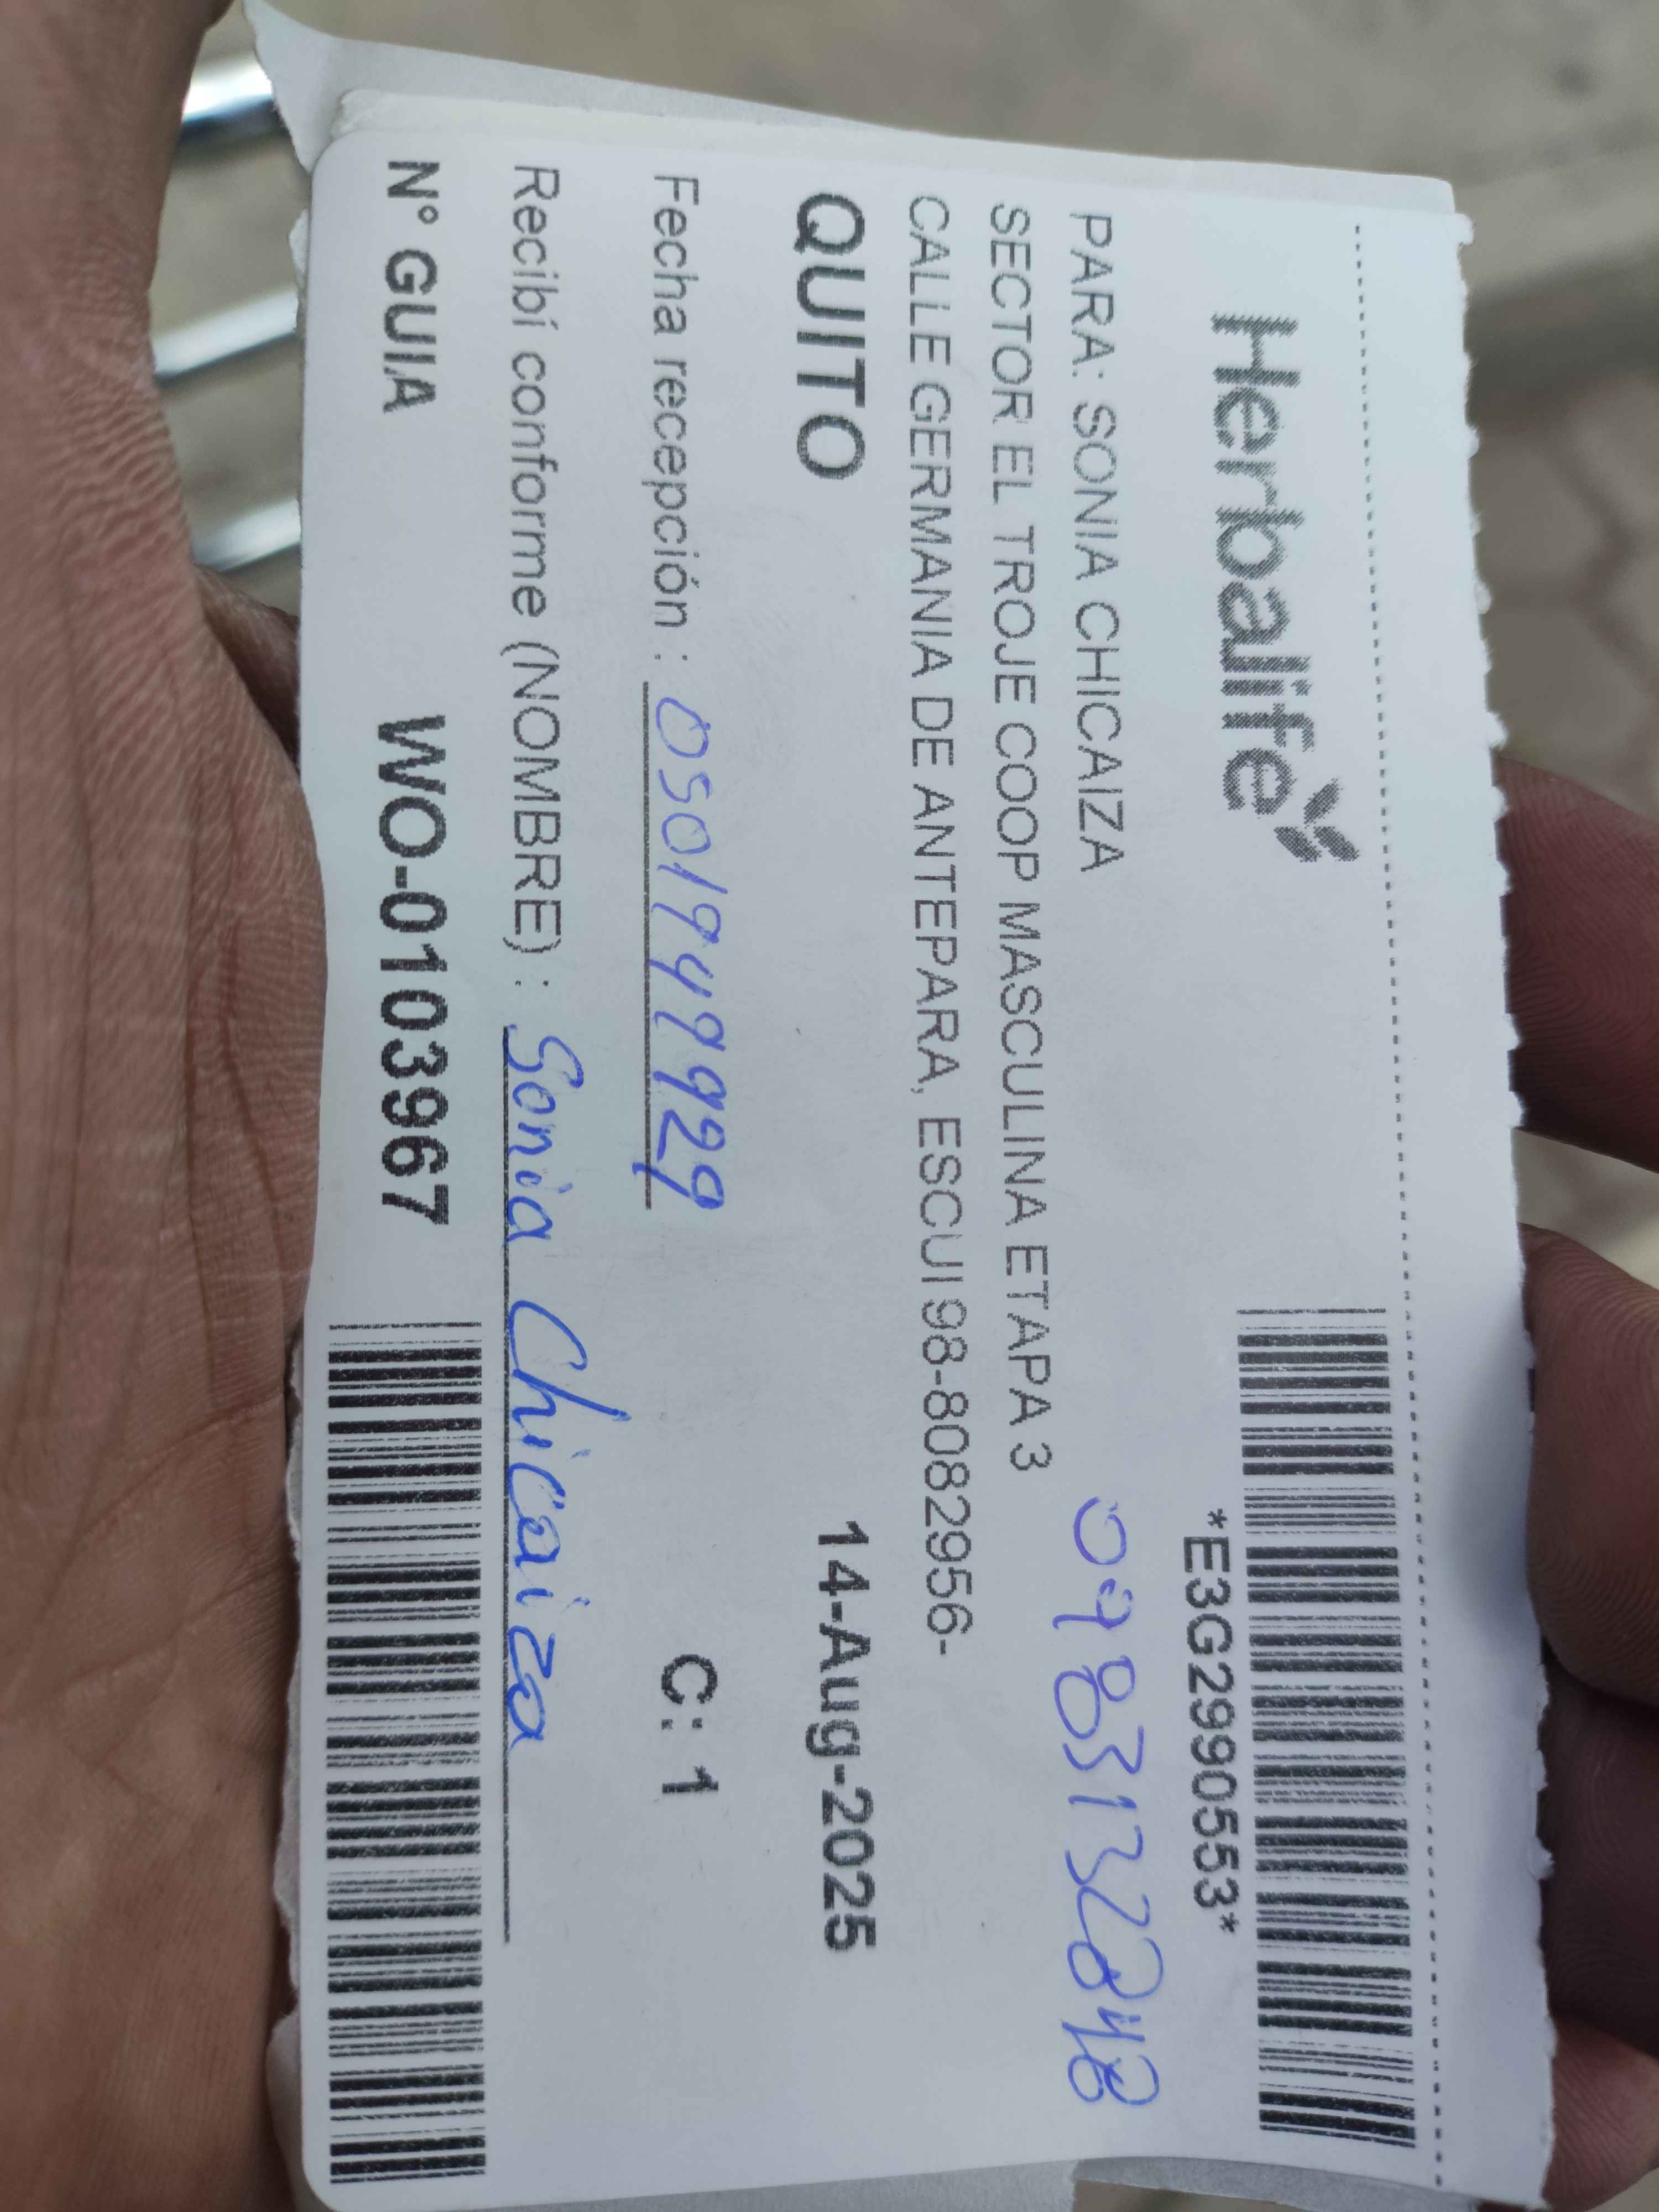 Herbalife
*E3G2990553*
PARA: SONIA CHICAIZA
0983132848
SECTOR EL TROJE COOP MASCULINA ETAPA 3
CALLE GERMANIA DE ANTEPARA, ESCUI 98-8082956-
QUITO 14-Aug-2025
Fecha recepción : 0501949929 C: 1
Recibí conforme (NOMBRE) : Sonia Chicaiza
N° GUIA WO-0103967